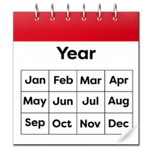 Year
Jan Feb Mar Apr
May Jun Jul Aug
Sep Oct Nov Dec